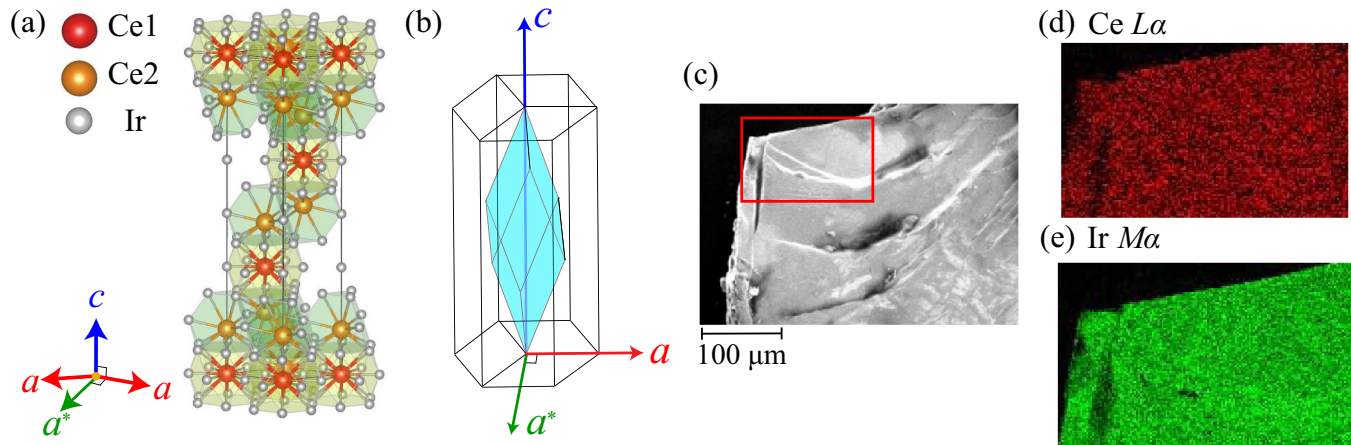 (a)
Ce1
Ce2
Ir
c
a
a
a*
(b)
c
a
a*
(c)
100 μm
(d) Ce Lα
(e) Ir Mα